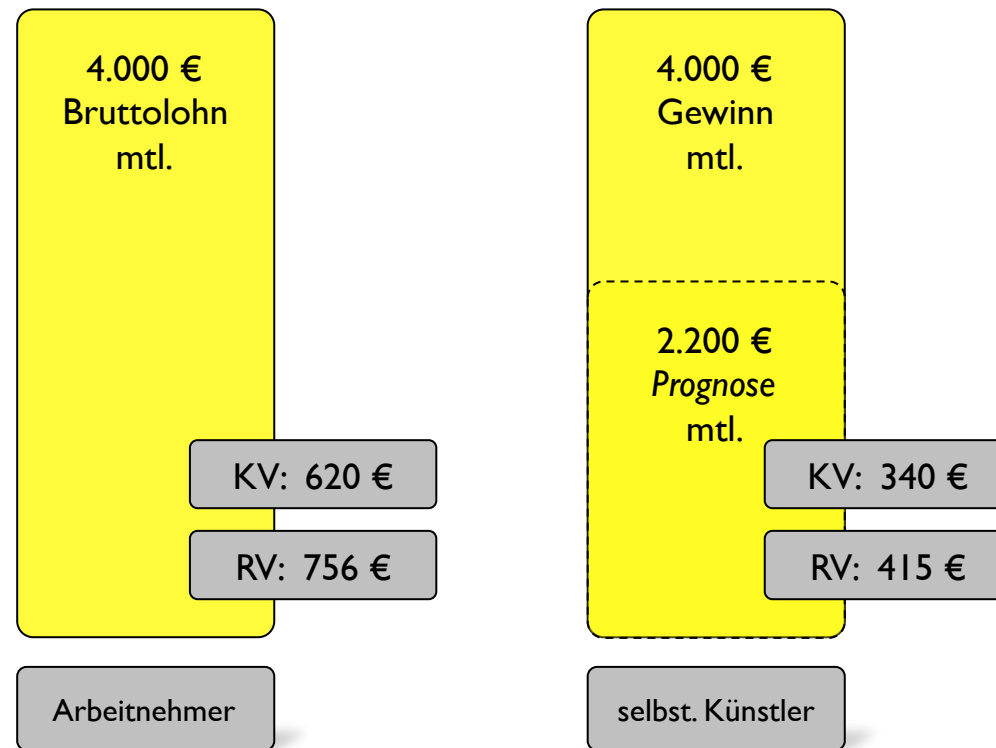 4.000 €
Bruttolohn
mtl.
KV: 620 €
RV: 756 €
Arbeitnehmer
4.000 €
Gewinn
mtl.
2.200 €
Prognose
mtl.
KV: 340 €
RV: 415 €
selbst. Künstler